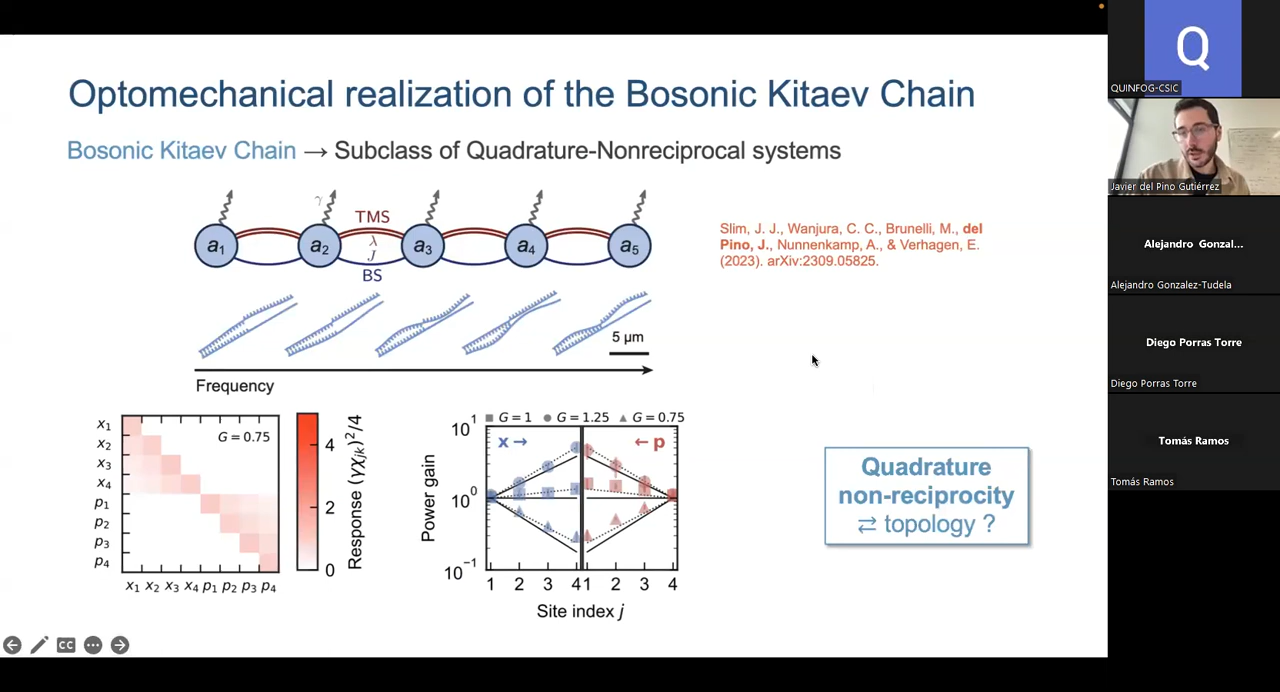 Optomechanical realization of the Bosonic Kitaev Chain
Bosonic Kitaev Chain → Subclass of Quadrature-Nonreciprocal systems
γ
TMS
a1 a2 λ a3 a4 a5
J
BS
Slim, J. J., Wanjura, C. C., Brunelli, M., del
Pino, J., Nunnenkamp, A., & Verhagen, E.
(2023). arXiv:2309.05825.
5 μm
Frequency
x1
x2
x3
x4
p1
p2
p3
p4
G = 0.75
x1 x2 x3 x4 p1 p2 p3 p4
4
2
0
Response (γχjk)²/4
G = 1 G = 1.25 G = 0.75
x→ ←p
10¹
10⁰
10⁻¹
Power gain
1 2 3 4 1 2 3 4
Site index j
Quadrature
non-reciprocity
⇄ topology ?
CC
Q
QUINFOG-CSIC
Javier del Pino Gutiérrez
Alejandro Gonzal...
Alejandro Gonzalez-Tudela
Diego Porras Torre
Diego Porras Torre
Tomás Ramos
Tomás Ramos